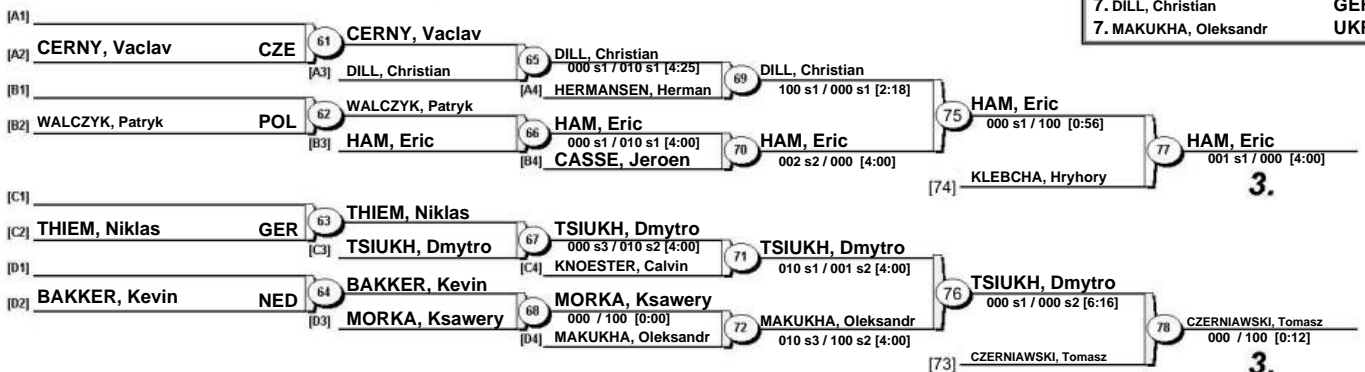 7. DILL, Christian GER
7. MAKUKHA, Oleksandr UKR
[A1]
[A2] CERNY, Vaclav CZE
61
CERNY, Vaclav
[A3] DILL, Christian
65
DILL, Christian
000 s1 / 010 s1 [4:25]
[A4] HERMANSEN, Herman
69
DILL, Christian
100 s1 / 000 s1 [2:18]
[B1]
[B2] WALCZYK, Patryk POL
62
WALCZYK, Patryk
[B3] HAM, Eric
66
HAM, Eric
000 s1 / 010 s1 [4:00]
[B4] CASSE, Jeroen
70
HAM, Eric
002 s2 / 000 [4:00]
75
HAM, Eric
000 s1 / 100 [0:56]
[74] KLEBCHA, Hryhory
77
HAM, Eric
001 s1 / 000 [4:00]
3.
[C1]
[C2] THIEM, Niklas GER
63
THIEM, Niklas
[C3] TSIUKH, Dmytro
67
TSIUKH, Dmytro
000 s3 / 010 s2 [4:00]
[C4] KNOESTER, Calvin
71
TSIUKH, Dmytro
010 s1 / 001 s2 [4:00]
[D1]
[D2] BAKKER, Kevin NED
64
BAKKER, Kevin
[D3] MORKA, Ksawery
68
MORKA, Ksawery
000 / 100 [0:00]
[D4] MAKUKHA, Oleksandr
72
MAKUKHA, Oleksandr
010 s3 / 100 s2 [4:00]
76
TSIUKH, Dmytro
000 s1 / 000 s2 [6:16]
[73] CZERNIAWSKI, Tomasz
78
CZERNIAWSKI, Tomasz
000 / 100 [0:12]
3.